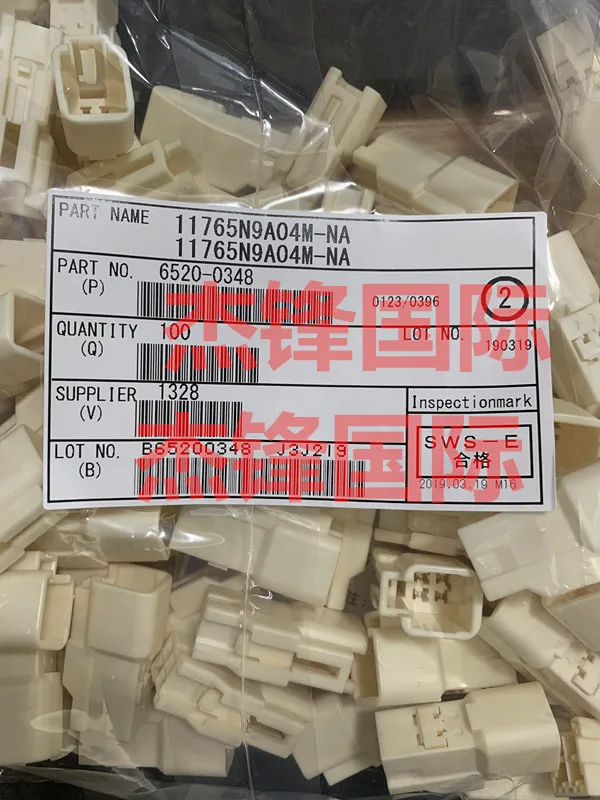 PART NAME 11765N9A04M-NA
11765N9A04M-NA
PART NO. 6520-0348
(P)
0123/0396 2
杰锋国际
QUANTITY 100 LOT NO. 190319
(Q)
SUPPLIER 1328
(V)
Inspectionmark
杰锋国际
LOT NO. B65200348 J3J219
(B)
SWS-E
合格
2019.03.19 M16